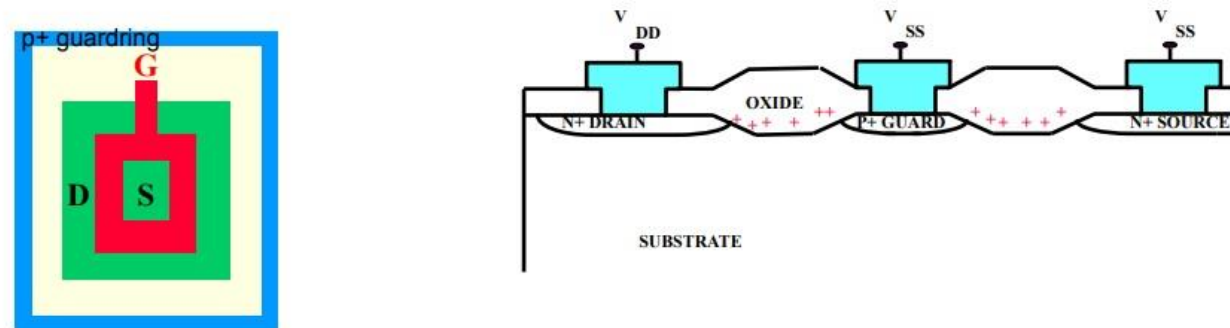 p+ guardring
G
D
S
V DD
V SS
V SS
OXIDE
N+ DRAIN
P+ GUARD
N+ SOURCE
+ + + + ++
+ + + + + +
SUBSTRATE